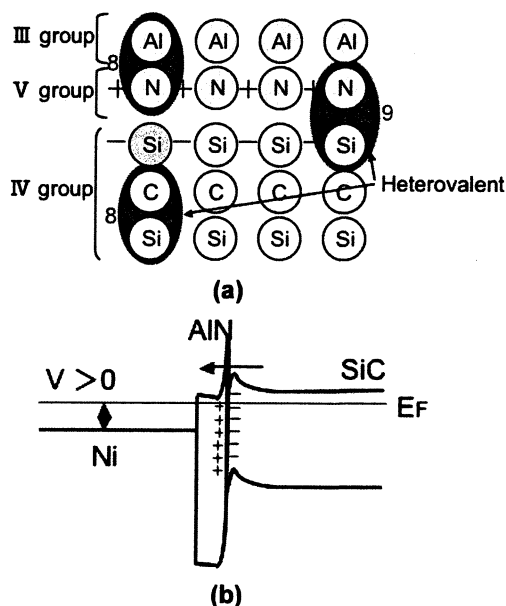 III group
Al Al Al Al
8
V group
+ N + N + N + N
9
− Si − Si − Si − Si
IV group
C C C C
Heterovalent
8
Si Si Si Si
(a)
AlN
V >0
SiC
EF
Ni
+ + + + + + +
− − − − − − −
(b)